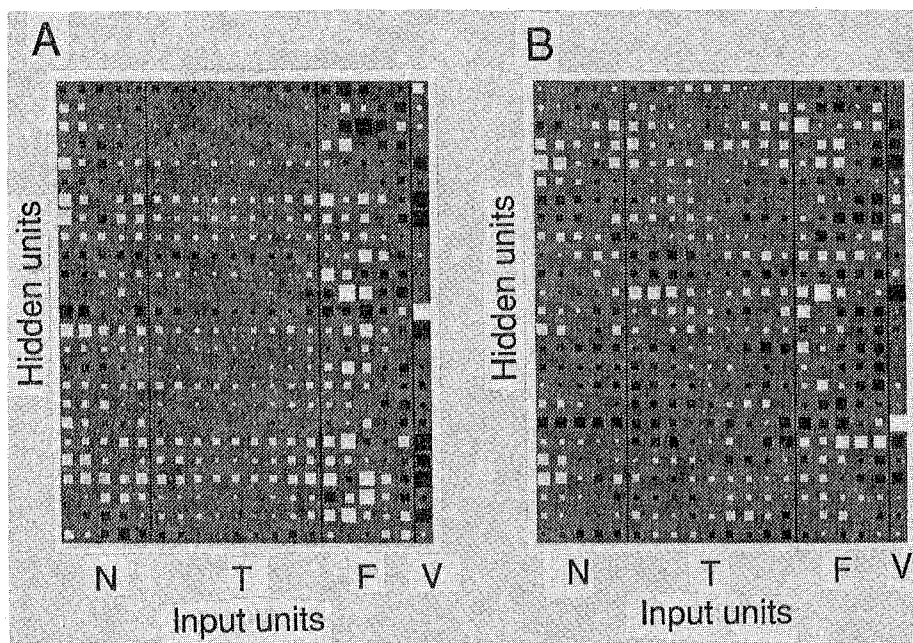 A
B
Hidden units
Hidden units
N T F V
N T F V
Input units
Input units